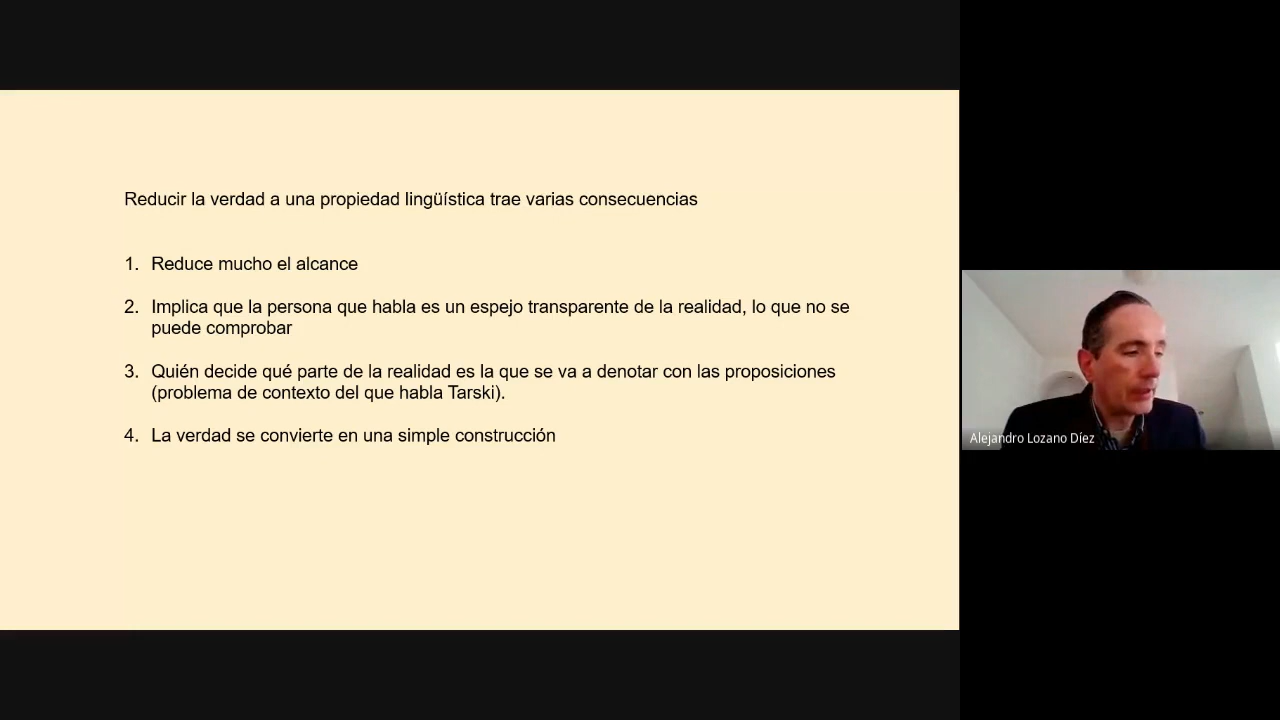 Reducir la verdad a una propiedad lingüística trae varias consecuencias
1. Reduce mucho el alcance
2. Implica que la persona que habla es un espejo transparente de la realidad, lo que no se
puede comprobar
3. Quién decide qué parte de la realidad es la que se va a denotar con las proposiciones
(problema de contexto del que habla Tarski).
4. La verdad se convierte en una simple construcción
Alejandro Lozano Díez